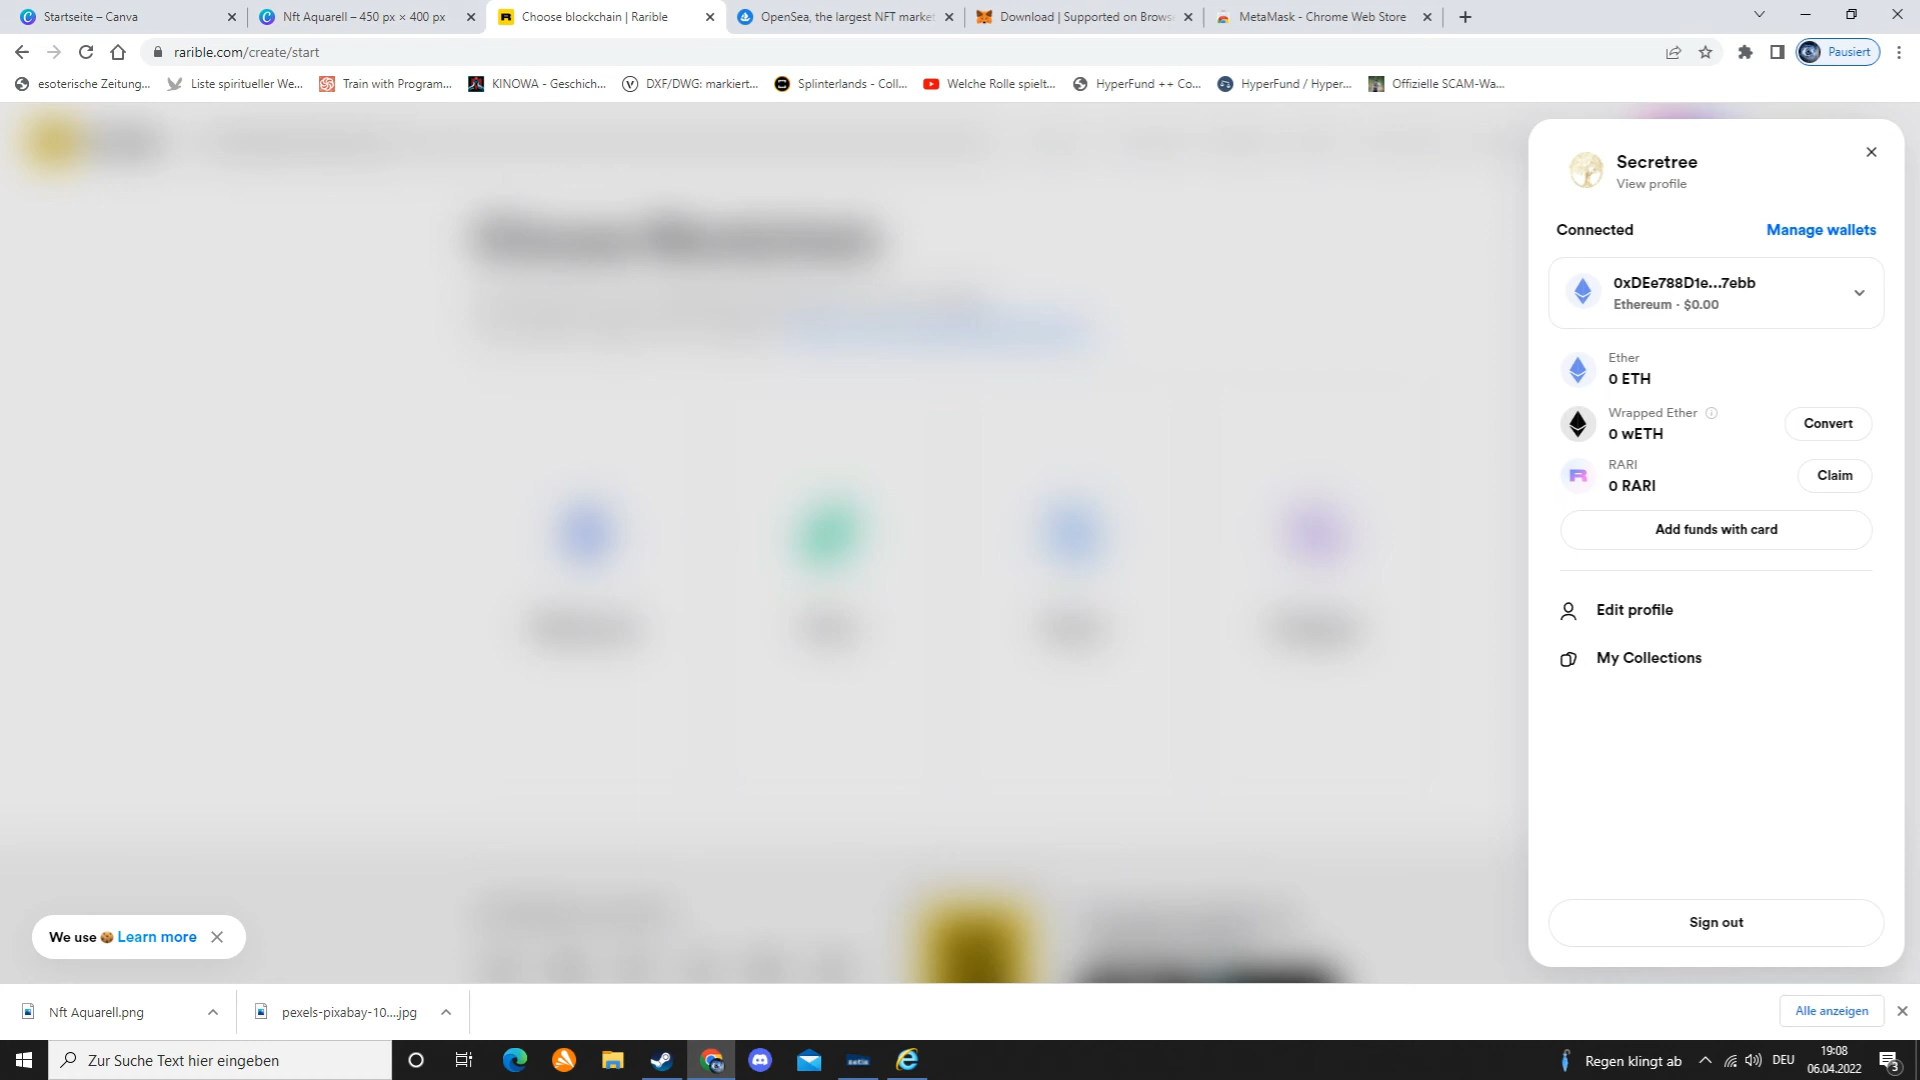 Startseite – Canva
Nft Aquarell – 450 px × 400 px
Choose blockchain | Rarible
OpenSea, the largest NFT market
Download | Supported on Brows
MetaMask - Chrome Web Store
rarible.com/create/start
Pausiert
esoterische Zeitung...
Liste spiritueller We...
Train with Program...
KINOWA - Geschich...
DXF/DWG: markiert...
Splinterlands - Coll...
Welche Rolle spielt...
HyperFund ++ Co...
HyperFund / Hyper...
Offizielle SCAM-Wa...
Secretree
View profile
Connected
Manage wallets
0xDEe788D1e...7ebb
Ethereum - $0.00
Ether
0 ETH
Wrapped Ether
0 wETH
Convert
RARI
0 RARI
Claim
Add funds with card
Edit profile
My Collections
Sign out
We use 🍪 Learn more
Nft Aquarell.png
pexels-pixabay-10....jpg
Alle anzeigen
Zur Suche Text hier eingeben
Regen klingt ab
DEU
19:08
06.04.2022
3